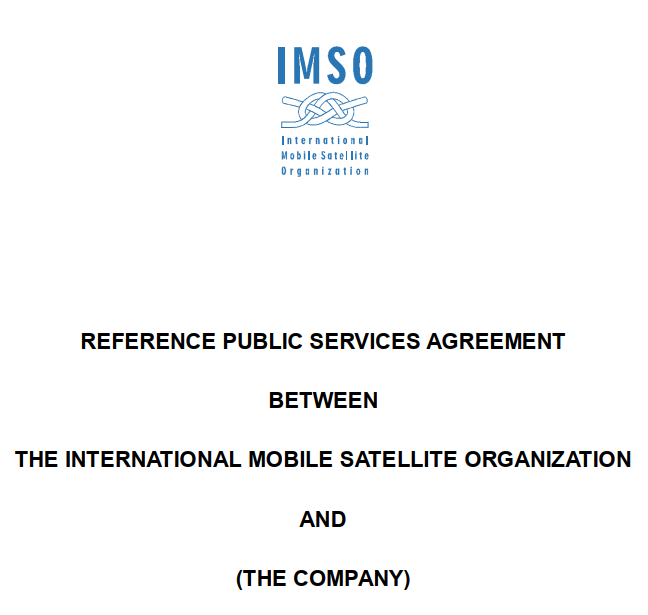 IMSO
International
Mobile Satellite
Organization
REFERENCE PUBLIC SERVICES AGREEMENT
BETWEEN
THE INTERNATIONAL MOBILE SATELLITE ORGANIZATION
AND
(THE COMPANY)